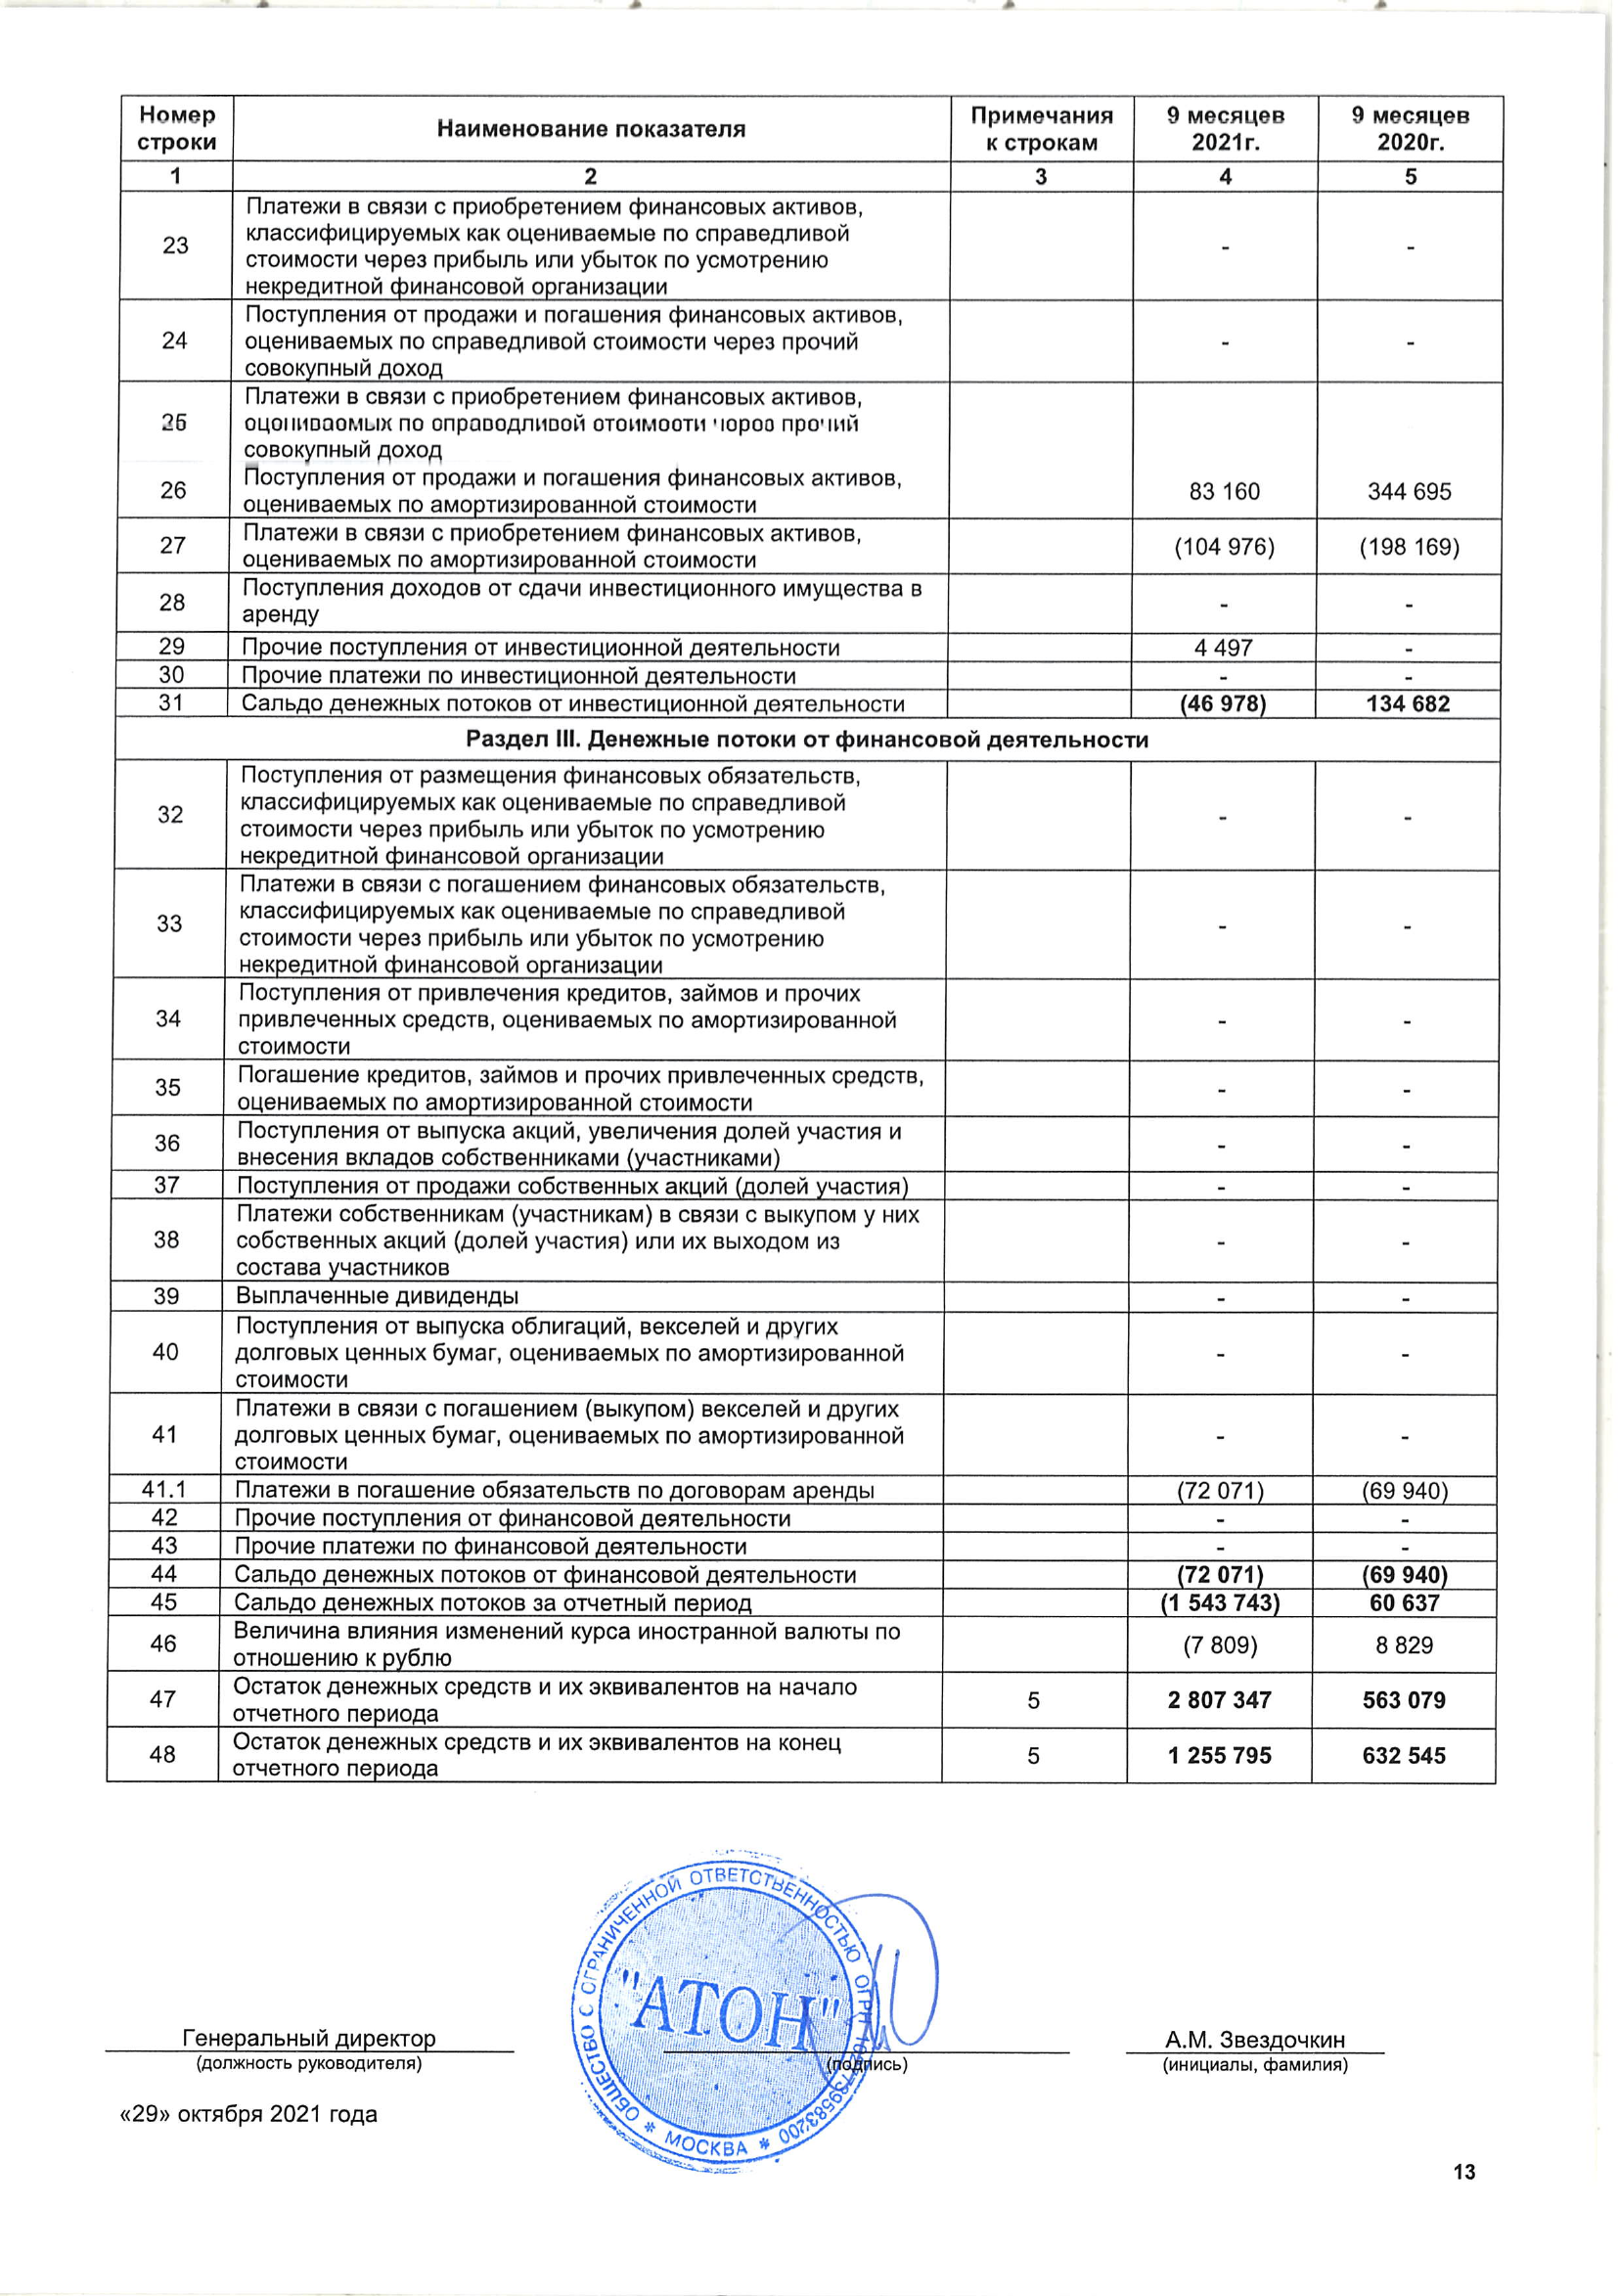 Номер строки Наименование показателя Примечания к строкам 9 месяцев 2021г. 9 месяцев 2020г.
1 2 3 4 5
23 Платежи в связи с приобретением финансовых активов,
классифицируемых как оцениваемые по справедливой
стоимости через прибыль или убыток по усмотрению
некредитной финансовой организации - -
24 Поступления от продажи и погашения финансовых активов,
оцениваемых по справедливой стоимости через прочий
совокупный доход - -
25 Платежи в связи с приобретением финансовых активов,
оцениваемых по справедливой стоимости через прочий
совокупный доход
26 Поступления от продажи и погашения финансовых активов,
оцениваемых по амортизированной стоимости 83 160 344 695
27 Платежи в связи с приобретением финансовых активов,
оцениваемых по амортизированной стоимости (104 976) (198 169)
28 Поступления доходов от сдачи инвестиционного имущества в
аренду - -
29 Прочие поступления от инвестиционной деятельности 4 497 -
30 Прочие платежи по инвестиционной деятельности - -
31 Сальдо денежных потоков от инвестиционной деятельности (46 978) 134 682
Раздел III. Денежные потоки от финансовой деятельности
32 Поступления от размещения финансовых обязательств,
классифицируемых как оцениваемые по справедливой
стоимости через прибыль или убыток по усмотрению
некредитной финансовой организации - -
33 Платежи в связи с погашением финансовых обязательств,
классифицируемых как оцениваемые по справедливой
стоимости через прибыль или убыток по усмотрению
некредитной финансовой организации - -
34 Поступления от привлечения кредитов, займов и прочих
привлеченных средств, оцениваемых по амортизированной
стоимости - -
35 Погашение кредитов, займов и прочих привлеченных средств,
оцениваемых по амортизированной стоимости - -
36 Поступления от выпуска акций, увеличения долей участия и
внесения вкладов собственниками (участниками) - -
37 Поступления от продажи собственных акций (долей участия) - -
38 Платежи собственникам (участникам) в связи с выкупом у них
собственных акций (долей участия) или их выходом из
состава участников - -
39 Выплаченные дивиденды - -
40 Поступления от выпуска облигаций, векселей и других
долговых ценных бумаг, оцениваемых по амортизированной
стоимости - -
41 Платежи в связи с погашением (выкупом) векселей и других
долговых ценных бумаг, оцениваемых по амортизированной
стоимости - -
41.1 Платежи в погашение обязательств по договорам аренды (72 071) (69 940)
42 Прочие поступления от финансовой деятельности - -
43 Прочие платежи по финансовой деятельности - -
44 Сальдо денежных потоков от финансовой деятельности (72 071) (69 940)
45 Сальдо денежных потоков за отчетный период (1 543 743) 60 637
46 Величина влияния изменений курса иностранной валюты по
отношению к рублю (7 809) 8 829
47 Остаток денежных средств и их эквивалентов на начало
отчетного периода 5 2 807 347 563 079
48 Остаток денежных средств и их эквивалентов на конец
отчетного периода 5 1 255 795 632 545
ОБЩЕСТВО С ОГРАНИЧЕННОЙ ОТВЕТСТВЕННОСТЬЮ ОГРН
"АТОН"
* МОСКВА *
Генеральный директор А.М. Звездочкин
(должность руководителя) (подпись) (инициалы, фамилия)
«29» октября 2021 года
13